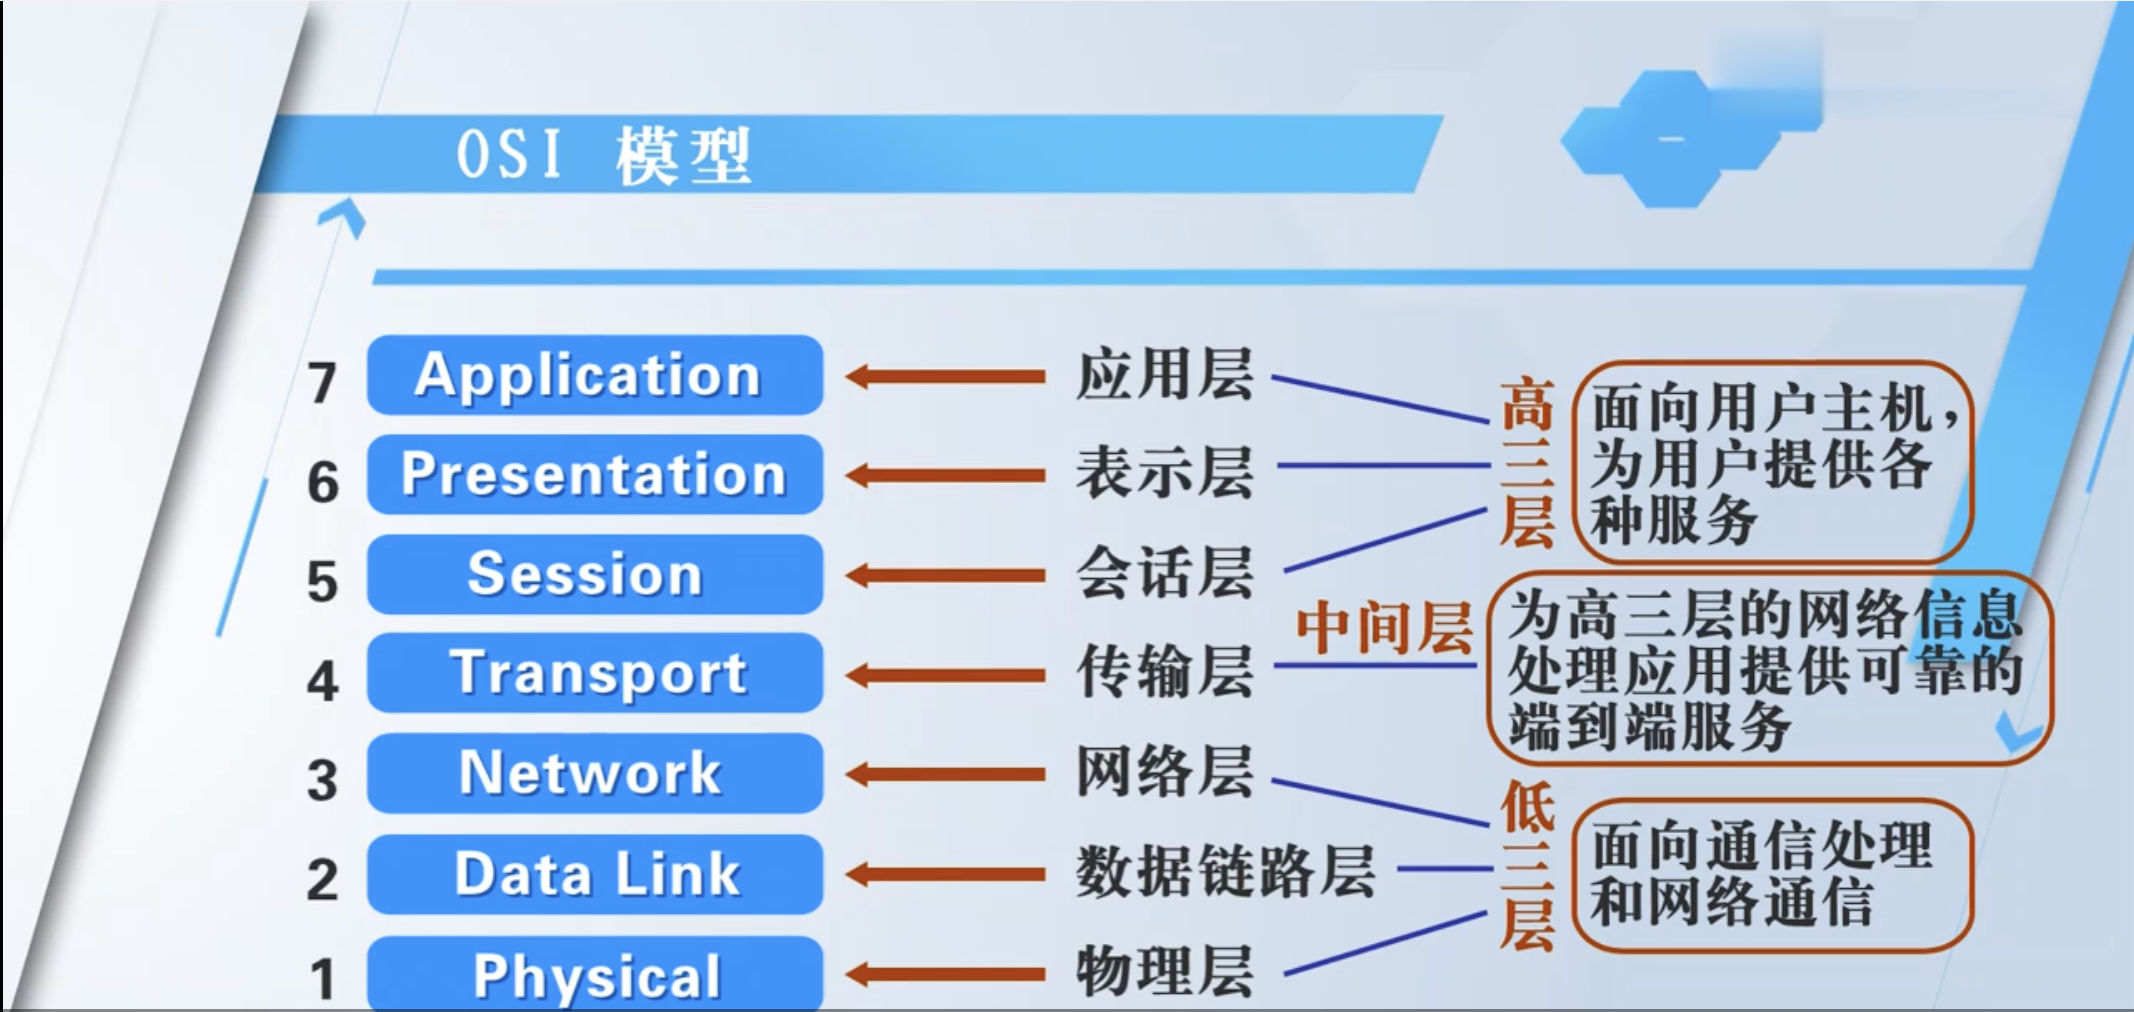 OSI 模型
7 Application 应用层
6 Presentation 表示层
5 Session 会话层
4 Transport 传输层
3 Network 网络层
2 Data Link 数据链路层
1 Physical 物理层
高三层
面向用户主机，
为用户提供各
种服务
中间层
为高三层的网络信息
处理应用提供可靠的
端到端服务
低三层
面向通信处理
和网络通信